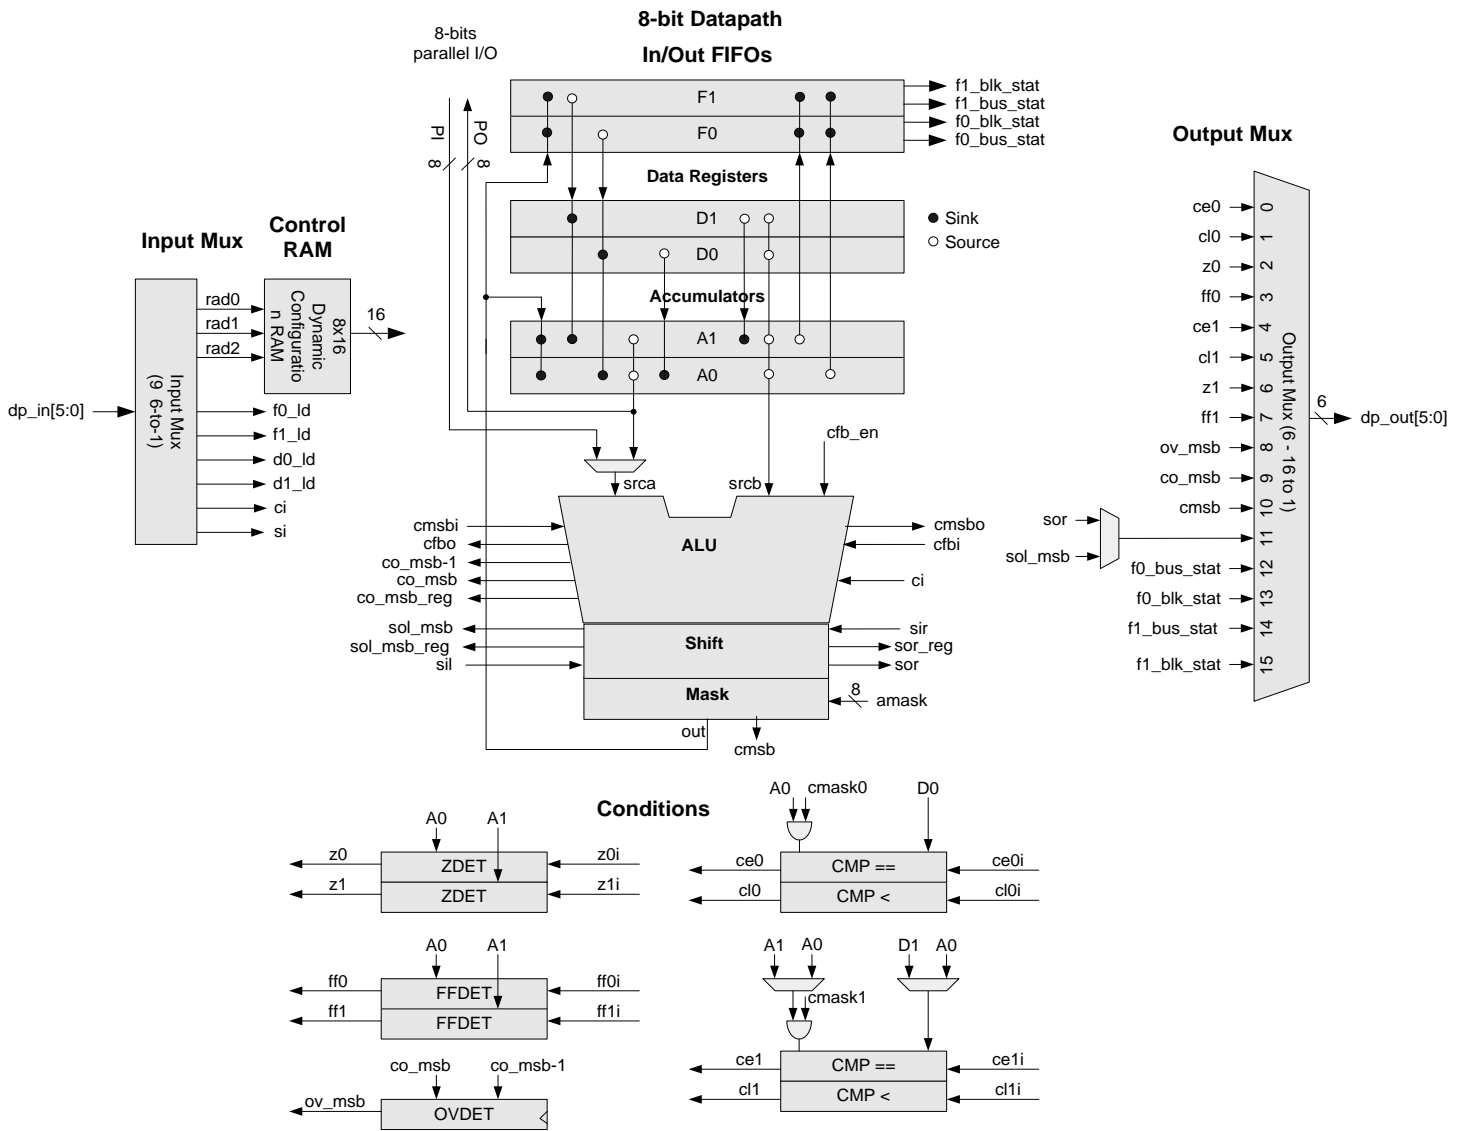 8-bit Datapath
8-bits
parallel I/O
In/Out FIFOs
F1
F0
f1_blk_stat
f1_bus_stat
f0_blk_stat
f0_bus_stat
PI
PO
8
8
Data Registers
D1
D0
Sink
Source
Accumulators
A1
A0
Input Mux
Control
RAM
rad0
rad1
rad2
8x16
Dynamic
Configuratio
n RAM
16
dp_in[5:0]
Input Mux
(9 6-to-1)
f0_ld
f1_ld
d0_ld
d1_ld
ci
si
cfb_en
srca
srcb
ALU
cmsbi
cfbo
co_msb-1
co_msb
co_msb_reg
cmsbo
cfbi
ci
Shift
sol_msb
sol_msb_reg
sil
sir
sor_reg
sor
Mask
8
amask
out
cmsb
Output Mux
ce0
0
cl0
1
z0
2
ff0
3
ce1
4
cl1
5
z1
6
ff1
7
ov_msb
8
co_msb
9
cmsb
10
sor
sol_msb
11
f0_bus_stat
12
f0_blk_stat
13
f1_bus_stat
14
f1_blk_stat
15
Output Mux (6 - 16 to 1)
6
dp_out[5:0]
Conditions
A0
A1
z0
ZDET
z0i
z1
ZDET
z1i
A0
cmask0
D0
ce0
CMP ==
ce0i
cl0
CMP <
cl0i
A0
A1
ff0
FFDET
ff0i
ff1
FFDET
ff1i
A1
A0
D1
A0
cmask1
ce1
CMP ==
ce1i
cl1
CMP <
cl1i
co_msb
co_msb-1
ov_msb
OVDET